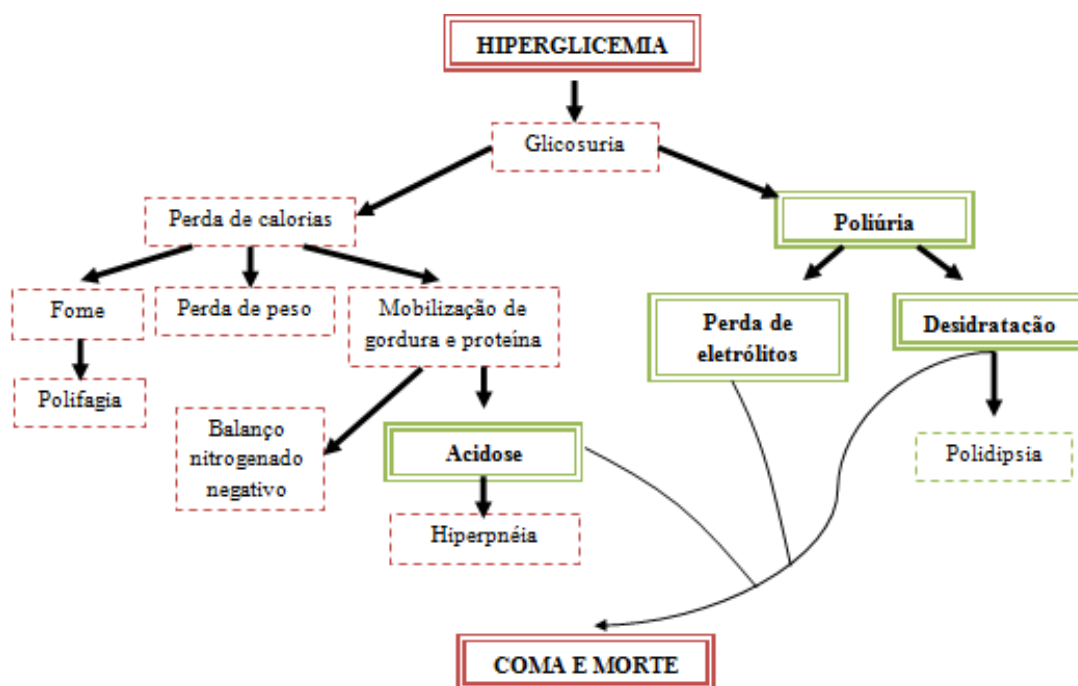 HIPERGLICEMIA
Glicosuria
Perda de calorias
Poliúria
Fome
Perda de peso
Mobilização de
gordura e proteína
Perda de
eletrólitos
Desidratação
Polifagia
Balanço
nitrogenado
negativo
Acidose
Polidipsia
Hiperpnéia
COMA E MORTE